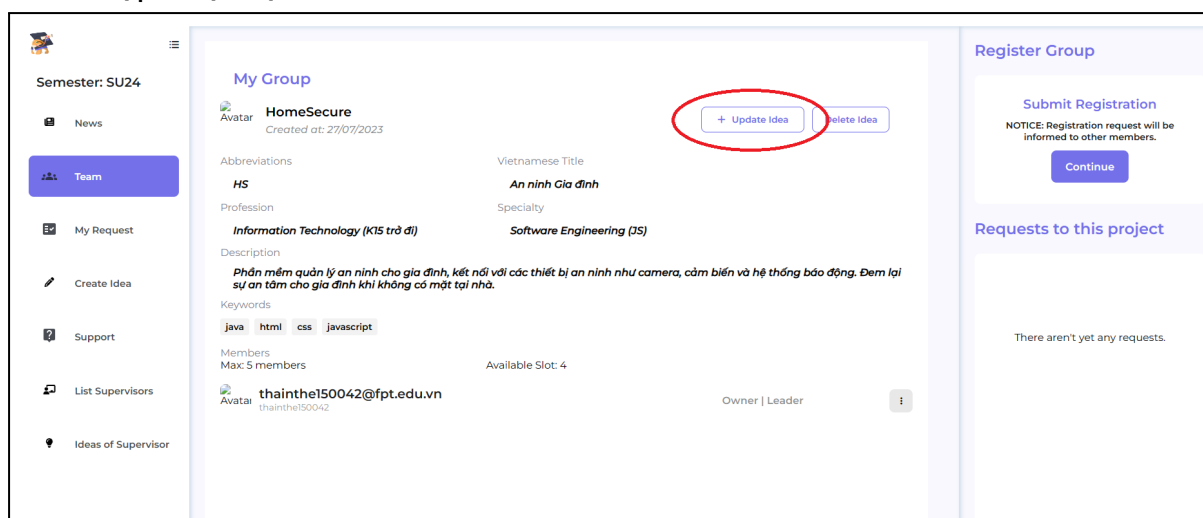 Semester: SU24
News
Team
My Request
Create Idea
Support
List Supervisors
Ideas of Supervisor
My Group
Avatar
HomeSecure
Created at: 27/07/2023
+ Update Idea
Delete Idea
Abbreviations
Vietnamese Title
HS
An ninh Gia đình
Profession
Specialty
Information Technology (K15 trở đi)
Software Engineering (JS)
Description
Phần mềm quản lý an ninh cho gia đình, kết nối với các thiết bị an ninh như camera, cảm biến và hệ thống báo động. Đem lại
sự an tâm cho gia đình khi không có mặt tại nhà.
Keywords
java html css javascript
Members
Max: 5 members
Available Slot: 4
Avatar
thainthe150042@fpt.edu.vn
thainthe150042
Owner | Leader
Register Group
Submit Registration
NOTICE: Registration request will be
informed to other members.
Continue
Requests to this project
There aren't yet any requests.